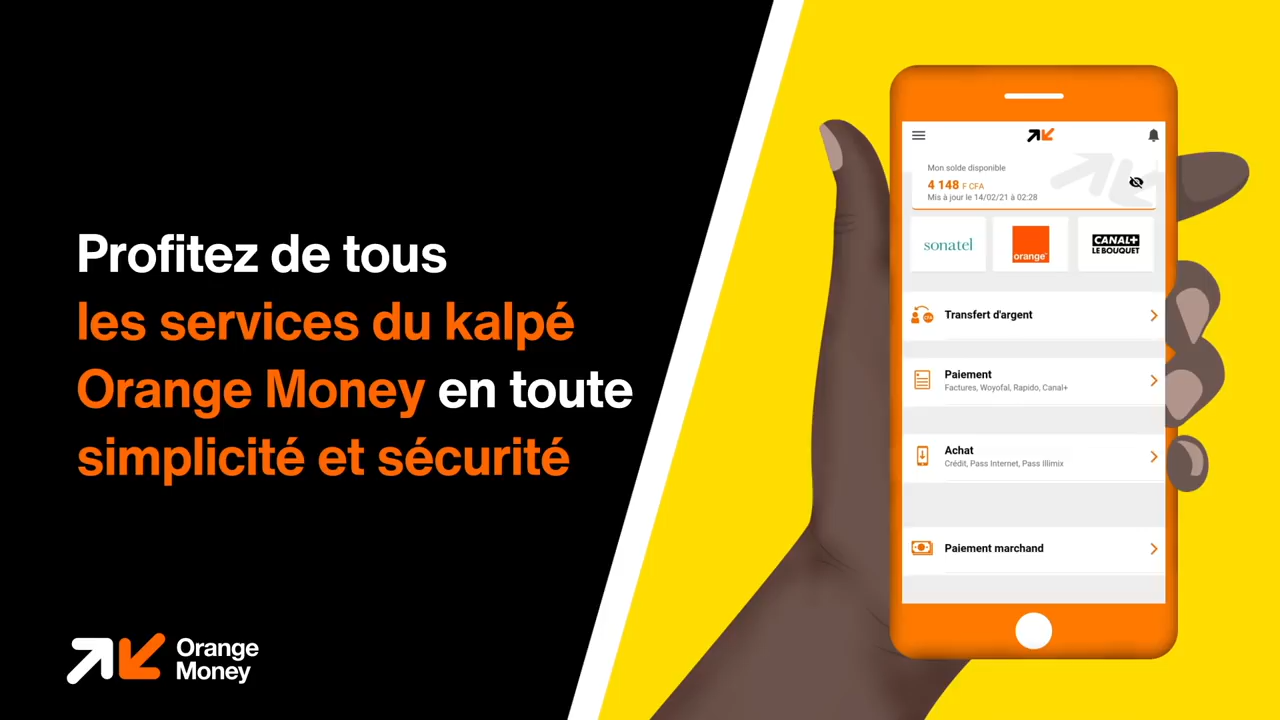 Profitez de tous
les services du kalpé
Orange Money en toute
simplicité et sécurité
Orange
Money
Mon solde disponible
4 148 F CFA
Mis à jour le 14/02/21 à 02:28
sonatel
orange™
CANAL+
LE BOUQUET
Transfert d'argent
Paiement
Factures, Woyofal, Rapido, Canal+
Achat
Crédit, Pass Internet, Pass Illimix
Paiement marchand